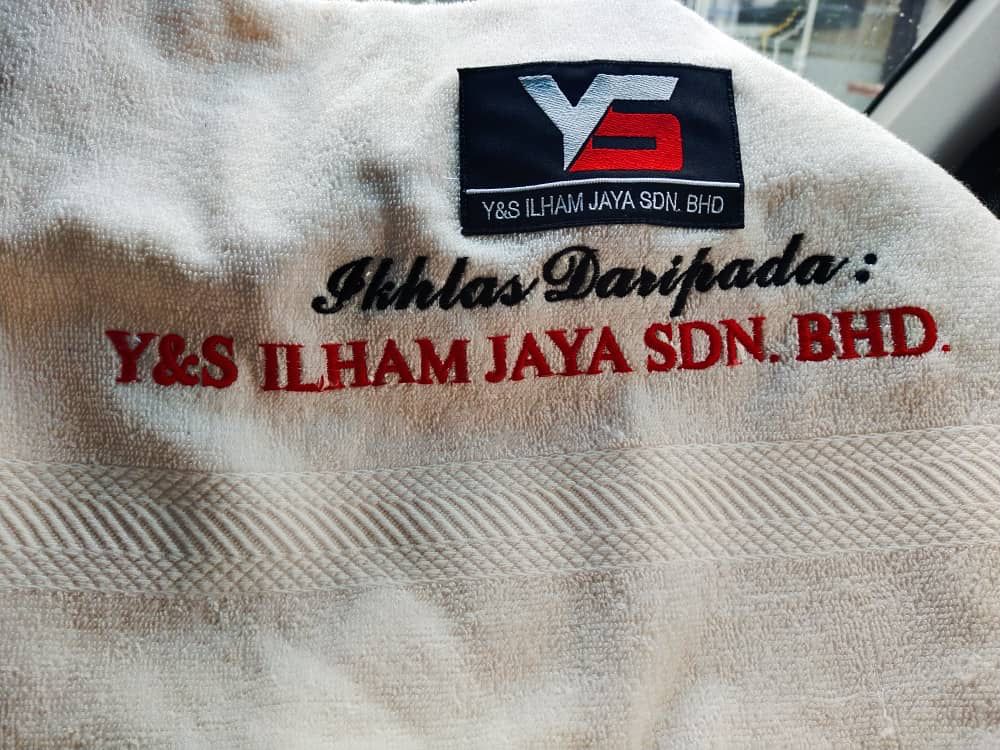 YS
Y&S ILHAM JAYA SDN. BHD
Ikhlas Daripada :
Y&S ILHAM JAYA SDN. BHD.